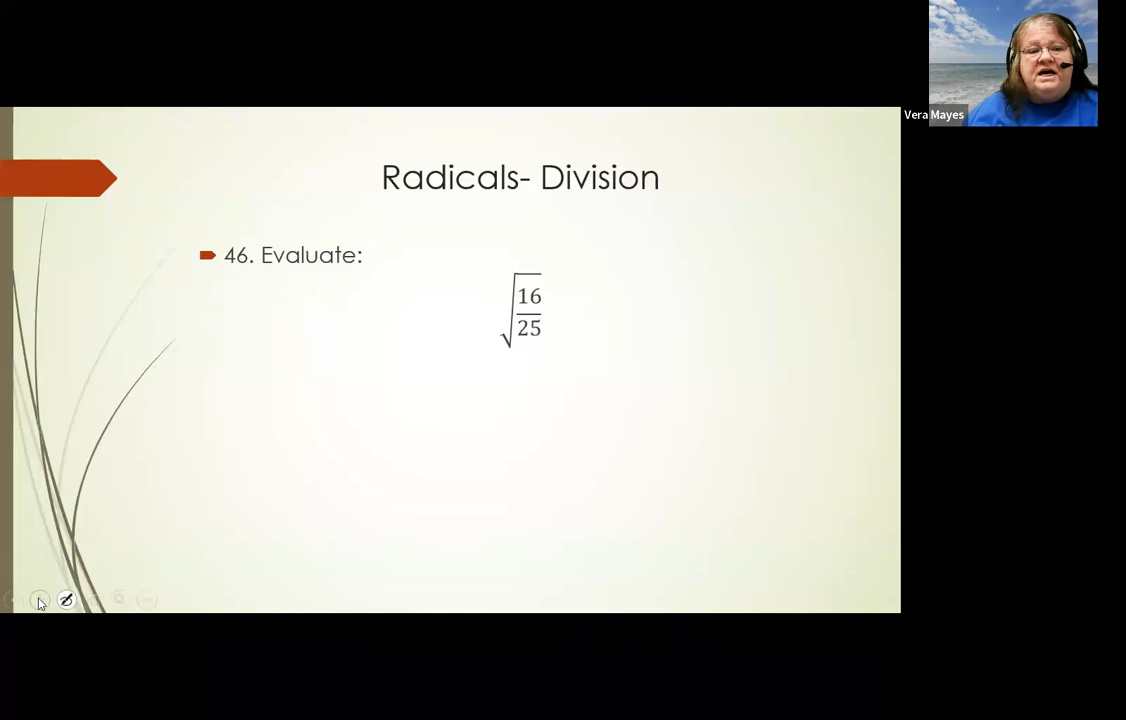 Vera Mayes
Radicals- Division
46. Evaluate:
√16/25